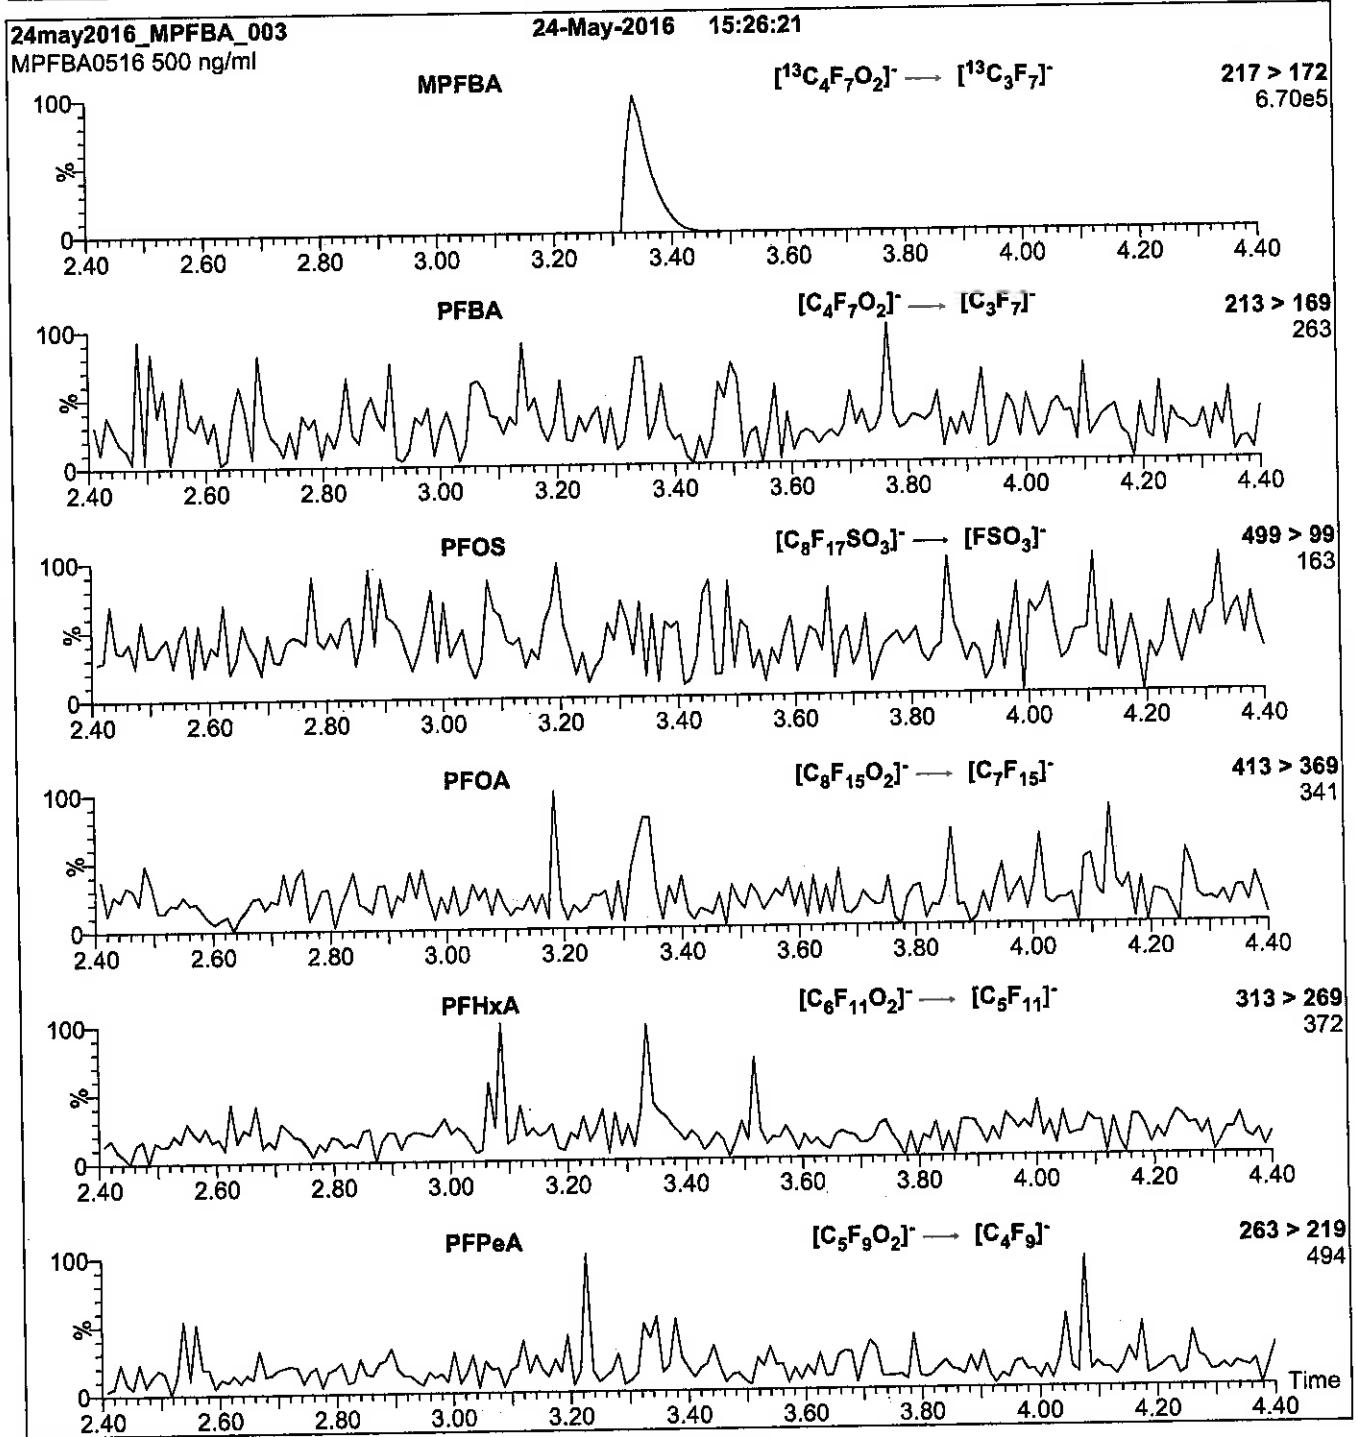 24may2016_MPFBA_003 24-May-2016 15:26:21
MPFBA0516 500 ng/ml
MPFBA [¹³C₄F₇O₂]⁻ → [¹³C₃F₇]⁻ 217 > 172
6.70e5
100
%
0
2.40 2.60 2.80 3.00 3.20 3.40 3.60 3.80 4.00 4.20 4.40
PFBA [C₄F₇O₂]⁻ → [C₃F₇]⁻ 213 > 169
263
100
%
0
2.40 2.60 2.80 3.00 3.20 3.40 3.60 3.80 4.00 4.20 4.40
PFOS [C₈F₁₇SO₃]⁻ → [FSO₃]⁻ 499 > 99
163
100
%
0
2.40 2.60 2.80 3.00 3.20 3.40 3.60 3.80 4.00 4.20 4.40
PFOA [C₈F₁₅O₂]⁻ → [C₇F₁₅]⁻ 413 > 369
341
100
%
0
2.40 2.60 2.80 3.00 3.20 3.40 3.60 3.80 4.00 4.20 4.40
PFHxA [C₆F₁₁O₂]⁻ → [C₅F₁₁]⁻ 313 > 269
372
100
%
0
2.40 2.60 2.80 3.00 3.20 3.40 3.60 3.80 4.00 4.20 4.40
PFPeA [C₅F₉O₂]⁻ → [C₄F₉]⁻ 263 > 219
494
100
%
0
Time
2.40 2.60 2.80 3.00 3.20 3.40 3.60 3.80 4.00 4.20 4.40